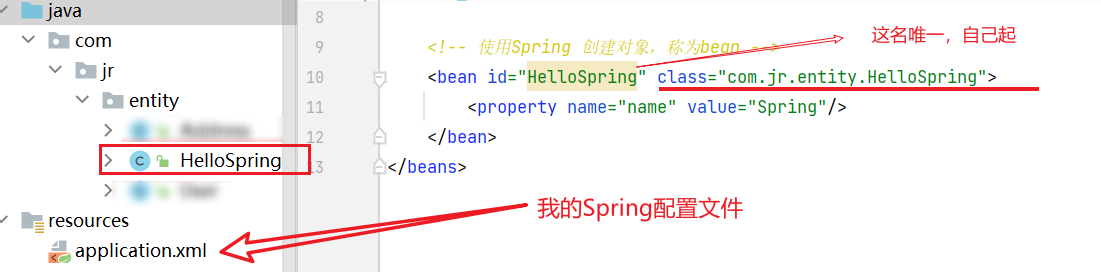 java
com
jr
entity
HelloSpring
resources
application.xml
8
9 <!-- 使用Spring 创建对象，称为bean -->
10 <bean id="HelloSpring" class="com.jr.entity.HelloSpring">
11 <property name="name" value="Spring"/>
12 </bean>
13 </beans>
这名唯一，自己起
我的Spring配置文件